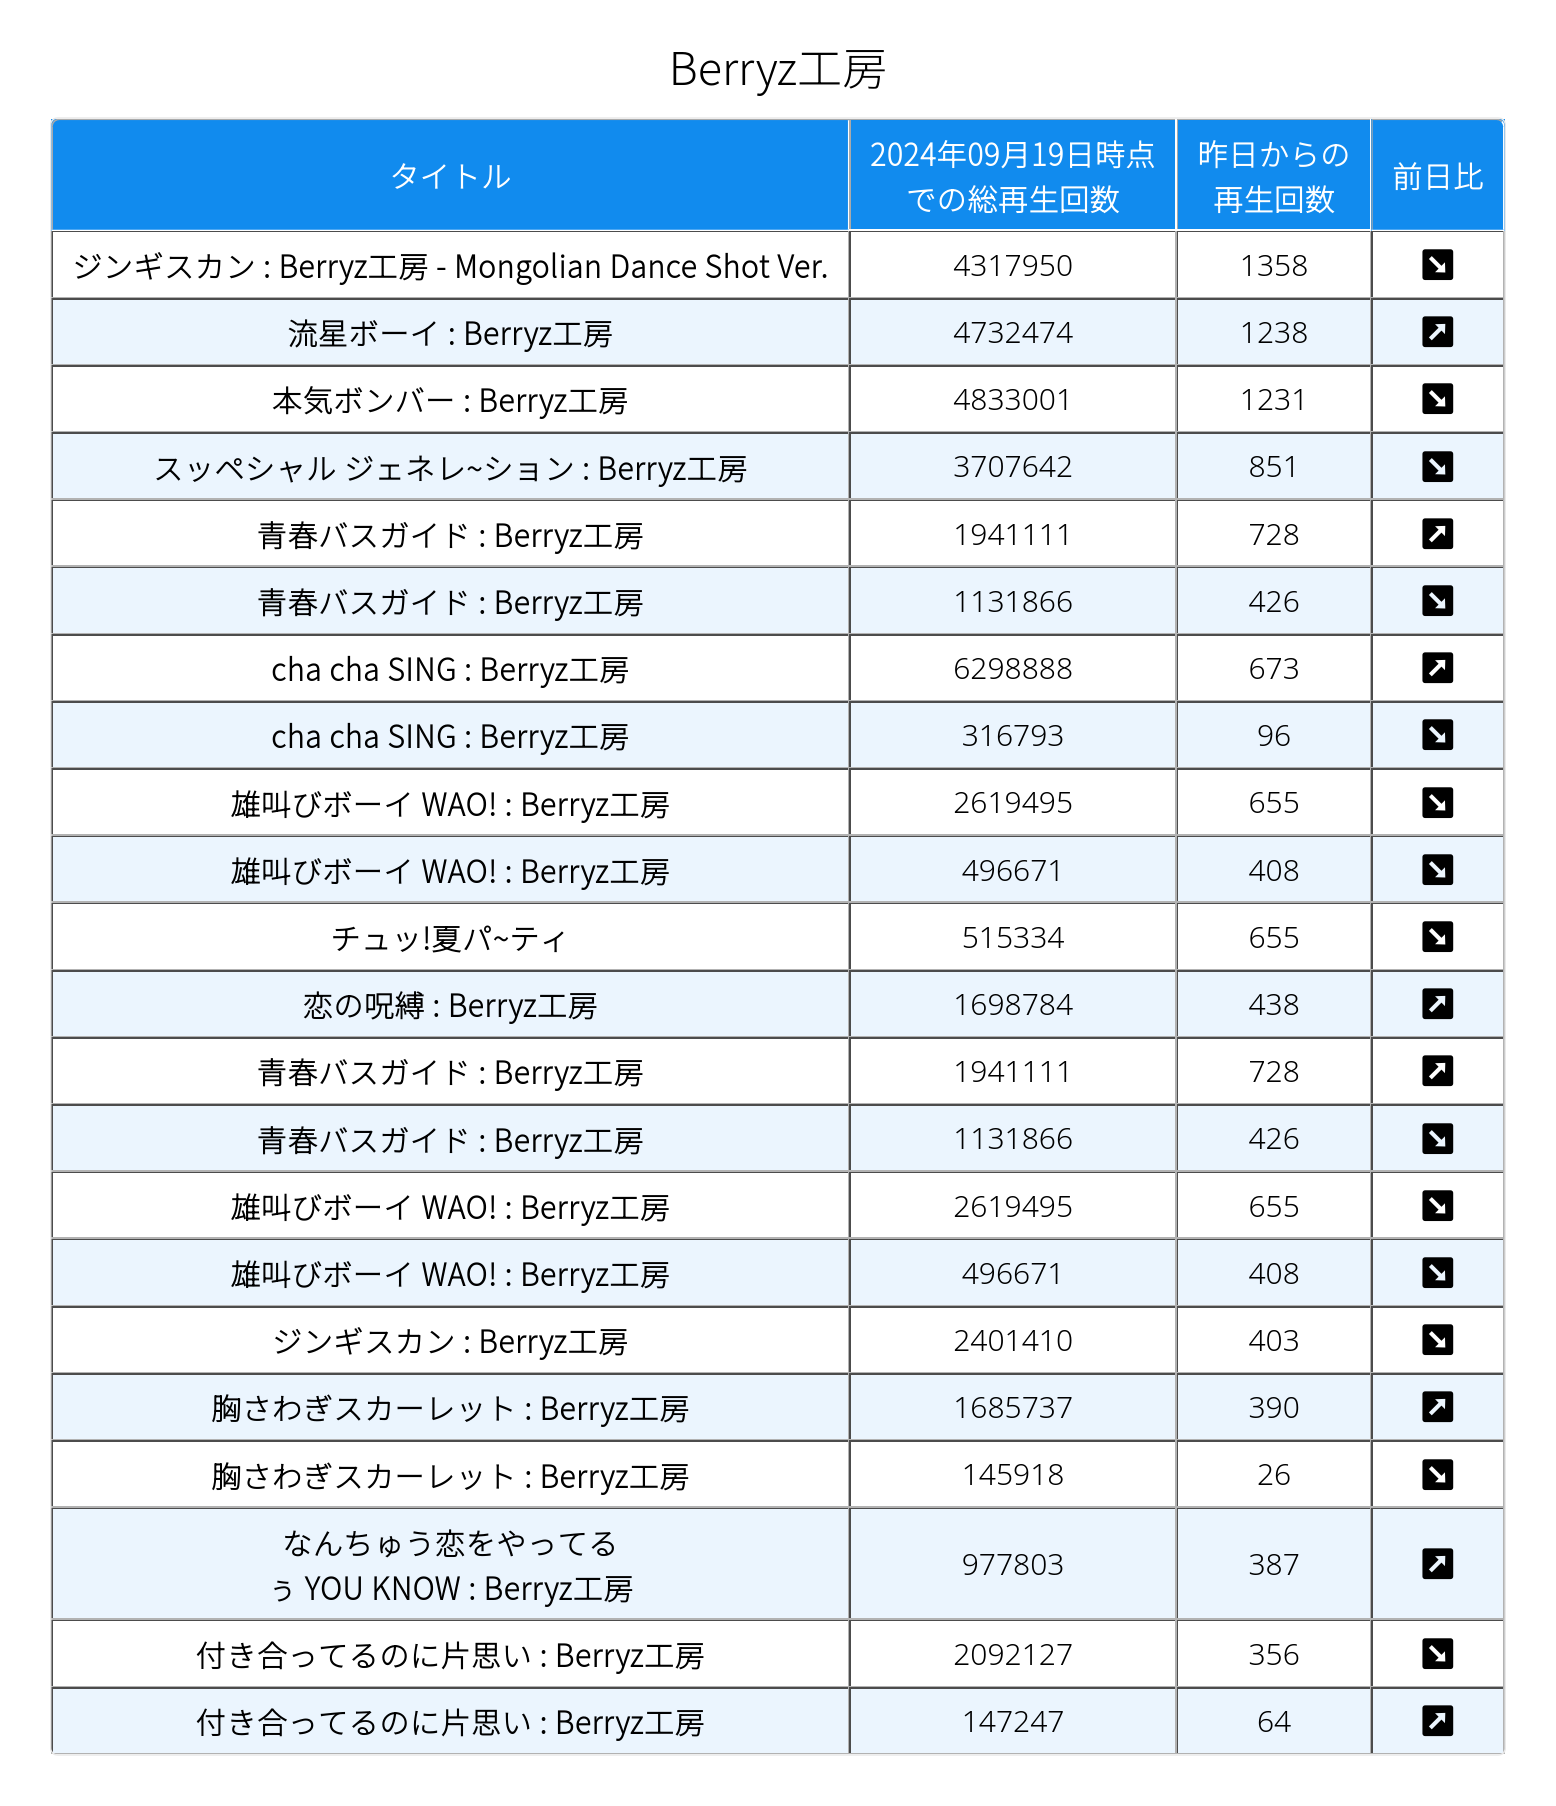 Berryz工房
タイトル 2024年09月19日時点 昨日からの 前日比
での総再生回数 再生回数
ジンギスカン : Berryz工房 - Mongolian Dance Shot Ver. 4317950 1358
流星ボーイ : Berryz工房 4732474 1238
本気ボンバー : Berryz工房 4833001 1231
スッペシャル ジェネレ~ション : Berryz工房 3707642 851
青春バスガイド : Berryz工房 1941111 728
青春バスガイド : Berryz工房 1131866 426
cha cha SING : Berryz工房 6298888 673
cha cha SING : Berryz工房 316793 96
雄叫びボーイ WAO! : Berryz工房 2619495 655
雄叫びボーイ WAO! : Berryz工房 496671 408
チュッ!夏パ~ティ 515334 655
恋の呪縛 : Berryz工房 1698784 438
青春バスガイド : Berryz工房 1941111 728
青春バスガイド : Berryz工房 1131866 426
雄叫びボーイ WAO! : Berryz工房 2619495 655
雄叫びボーイ WAO! : Berryz工房 496671 408
ジンギスカン : Berryz工房 2401410 403
胸さわぎスカーレット : Berryz工房 1685737 390
胸さわぎスカーレット : Berryz工房 145918 26
なんちゅう恋をやってる
ぅ YOU KNOW : Berryz工房 977803 387
付き合ってるのに片思い : Berryz工房 2092127 356
付き合ってるのに片思い : Berryz工房 147247 64